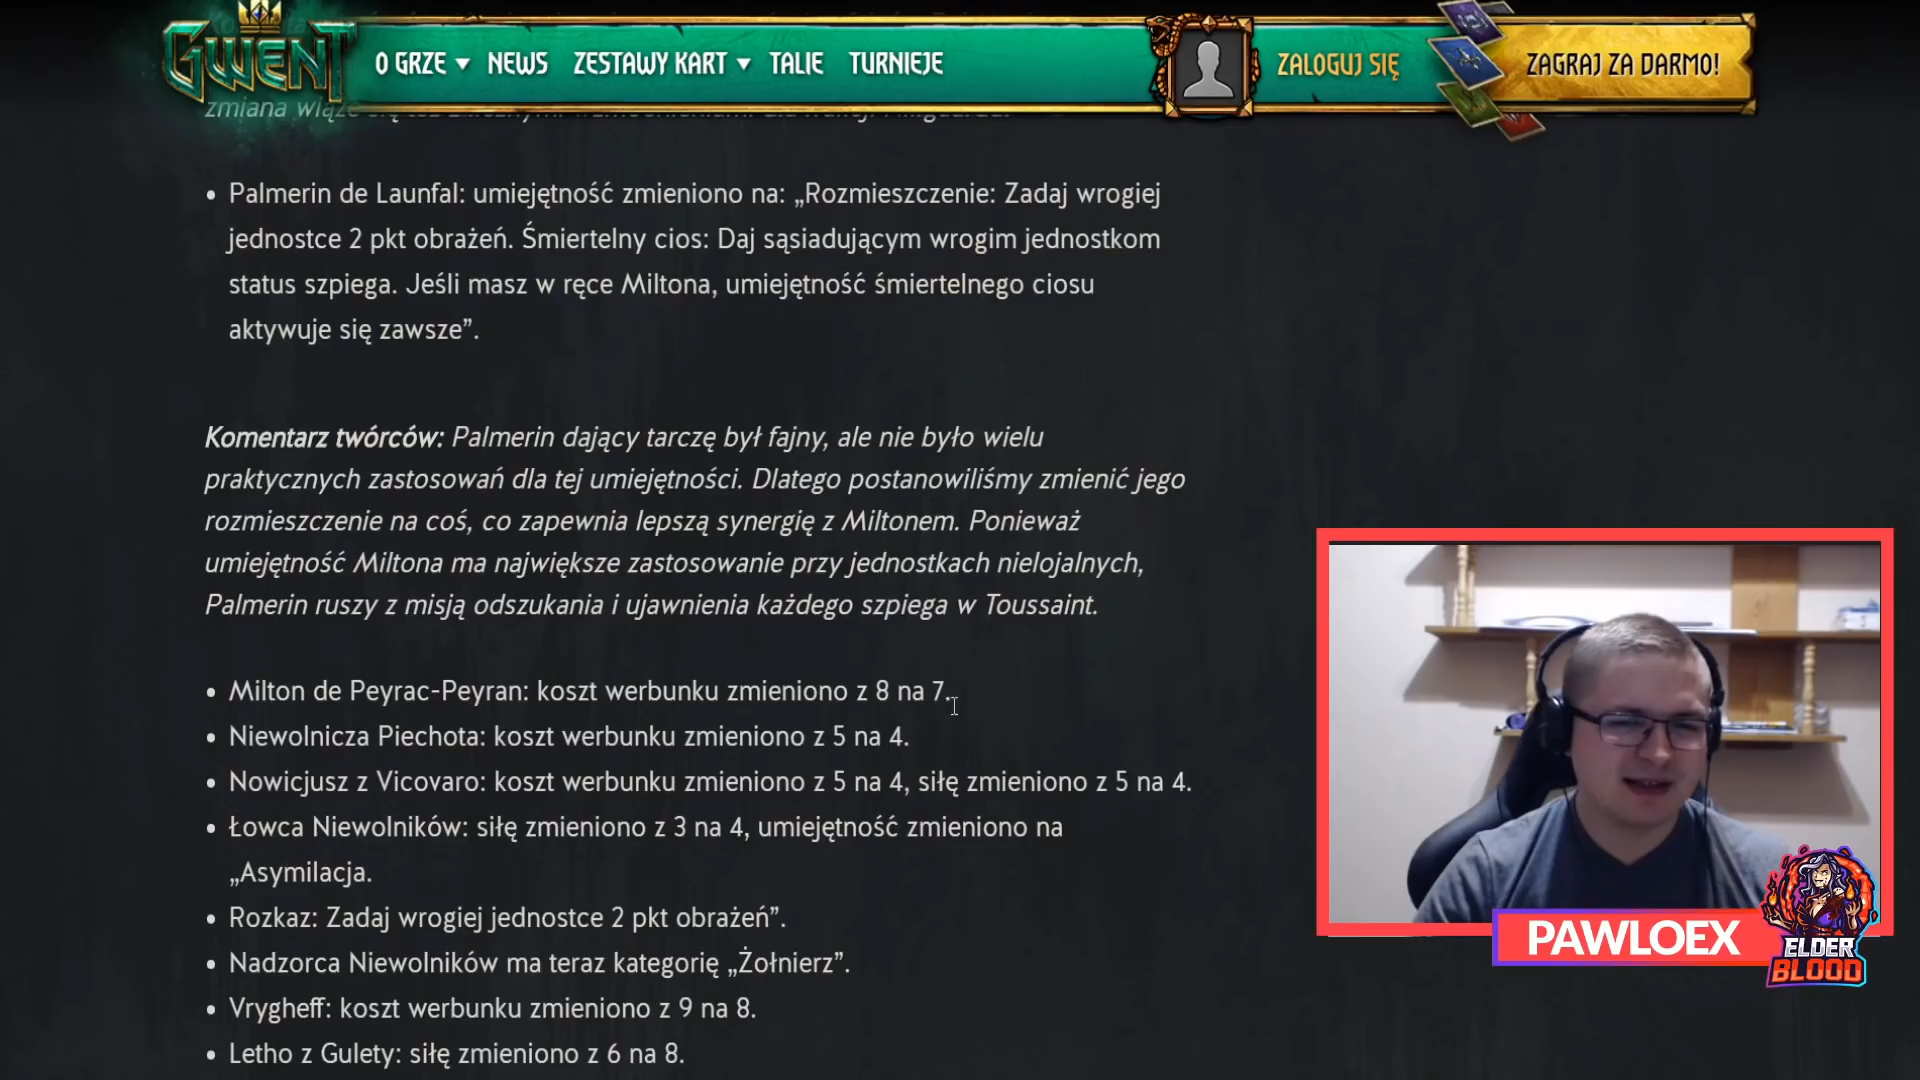 GWENT
O GRZE
NEWS
ZESTAWY KART
TALIE
TURNIEJE
ZALOGUJ SIĘ
ZAGRAJ ZA DARMO!
zmiana wiąże się też z
• Palmerin de Launfal: umiejętność zmieniono na: „Rozmieszczenie: Zadaj wrogiej
jednostce 2 pkt obrażeń. Śmiertelny cios: Daj sąsiadującym wrogim jednostkom
status szpiega. Jeśli masz w ręce Miltona, umiejętność śmiertelnego ciosu
aktywuje się zawsze”.
Komentarz twórców: Palmerin dający tarczę był fajny, ale nie było wielu
praktycznych zastosowań dla tej umiejętności. Dlatego postanowiliśmy zmienić jego
rozmieszczenie na coś, co zapewnia lepszą synergię z Miltonem. Ponieważ
umiejętność Miltona ma największe zastosowanie przy jednostkach nielojalnych,
Palmerin ruszy z misją odszukania i ujawnienia każdego szpiega w Toussaint.
• Milton de Peyrac-Peyran: koszt werbunku zmieniono z 8 na 7.
• Niewolnicza Piechota: koszt werbunku zmieniono z 5 na 4.
• Nowicjusz z Vicovaro: koszt werbunku zmieniono z 5 na 4, siłę zmieniono z 5 na 4.
• Łowca Niewolników: siłę zmieniono z 3 na 4, umiejętność zmieniono na
„Asymilacja.
• Rozkaz: Zadaj wrogiej jednostce 2 pkt obrażeń”.
• Nadzorca Niewolników ma teraz kategorię „Żołnierz”.
• Vrygheff: koszt werbunku zmieniono z 9 na 8.
• Letho z Gulety: siłę zmieniono z 6 na 8.
PAWLOEX
ELDER
BLOOD